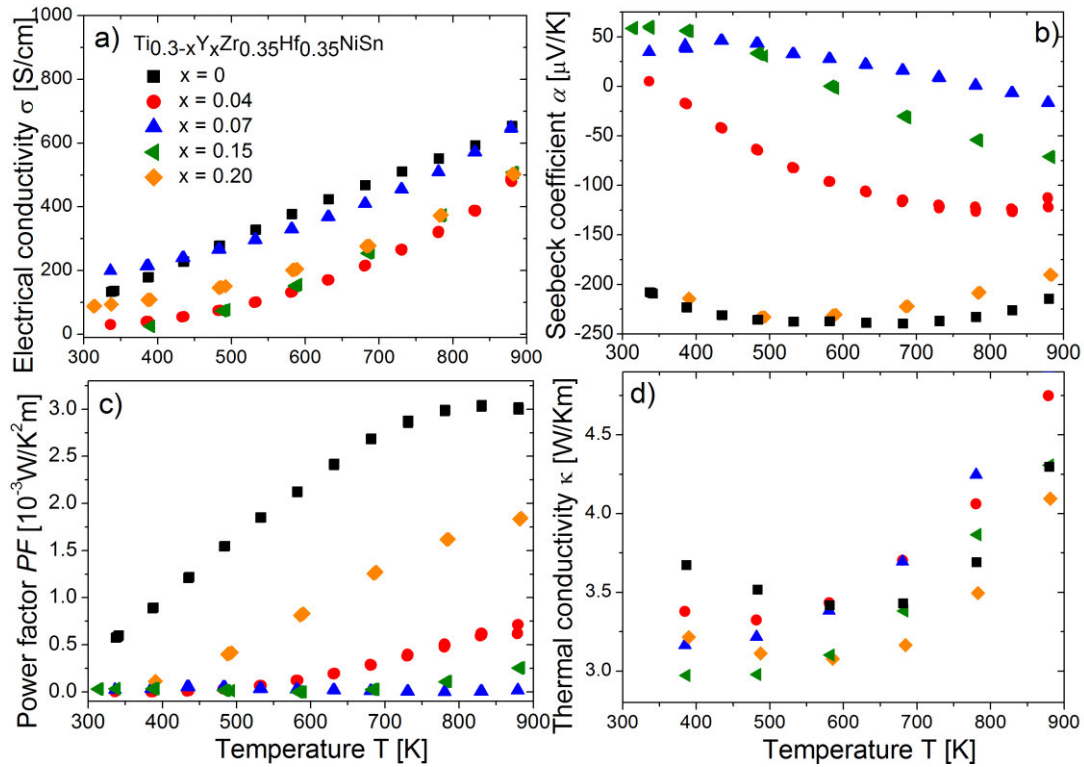 a)
Ti0.3-xYxZr0.35Hf0.35NiSn
x = 0
x = 0.04
x = 0.07
x = 0.15
x = 0.20
Electrical conductivity σ [S/cm]
1000
800
600
400
200
0
300 400 500 600 700 800 900
b)
Seebeck coefficient α [μV/K]
50
0
-50
-100
-150
-200
-250
300 400 500 600 700 800 900
c)
Power factor PF [10-3W/K2m]
3.0
2.5
2.0
1.5
1.0
0.5
0.0
300 400 500 600 700 800 900
Temperature T [K]
d)
Thermal conductivity κ [W/Km]
4.5
4.0
3.5
3.0
300 400 500 600 700 800 900
Temperature T [K]